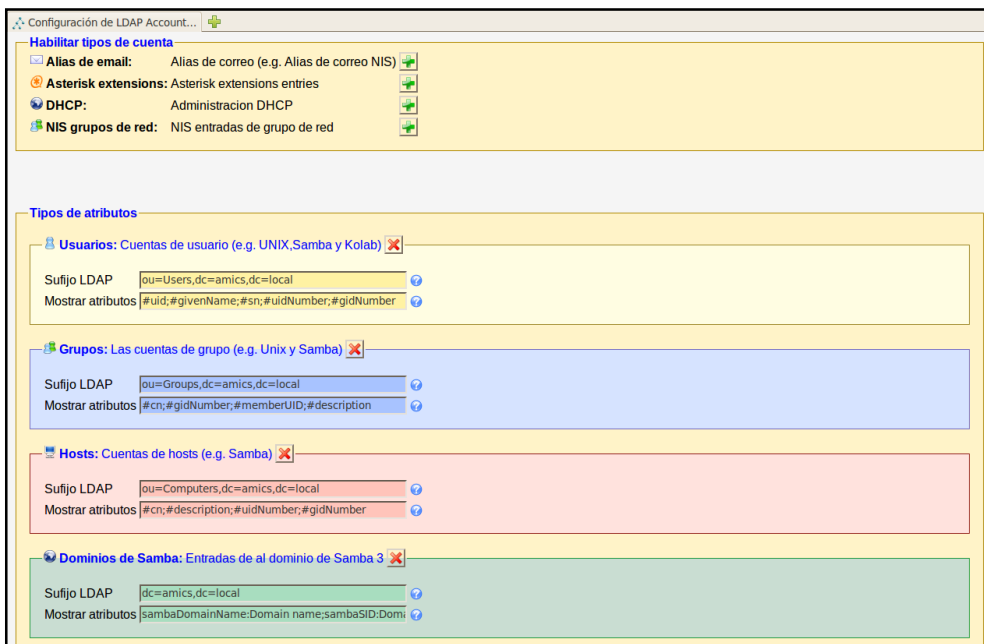 Configuración de LDAP Account...
Habilitar tipos de cuenta
Alias de email: Alias de correo (e.g. Alias de correo NIS)
Asterisk extensions: Asterisk extensions entries
DHCP: Administracion DHCP
NIS grupos de red: NIS entradas de grupo de red
Tipos de atributos
Usuarios: Cuentas de usuario (e.g. UNIX,Samba y Kolab)
Sufijo LDAP ou=Users,dc=amics,dc=local
Mostrar atributos #uid;#givenName;#sn;#uidNumber;#gidNumber
Grupos: Las cuentas de grupo (e.g. Unix y Samba)
Sufijo LDAP ou=Groups,dc=amics,dc=local
Mostrar atributos #cn;#gidNumber;#memberUID;#description
Hosts: Cuentas de hosts (e.g. Samba)
Sufijo LDAP ou=Computers,dc=amics,dc=local
Mostrar atributos #cn;#description;#uidNumber;#gidNumber
Dominios de Samba: Entradas de al dominio de Samba 3
Sufijo LDAP dc=amics,dc=local
Mostrar atributos sambaDomainName:Domain name;sambaSID:Doma